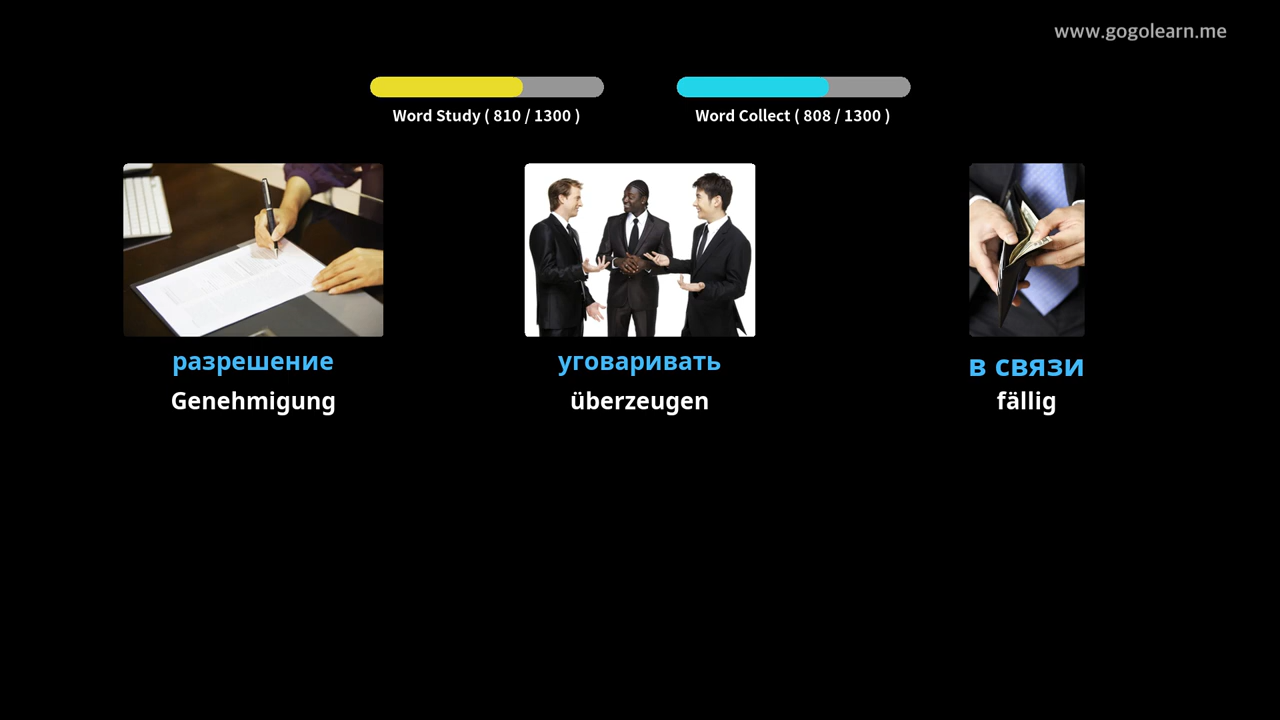 www.gogolearn.me
Word Study ( 810 / 1300 )
Word Collect ( 808 / 1300 )
разрешение
Genehmigung
уговаривать
überzeugen
в связи
fällig